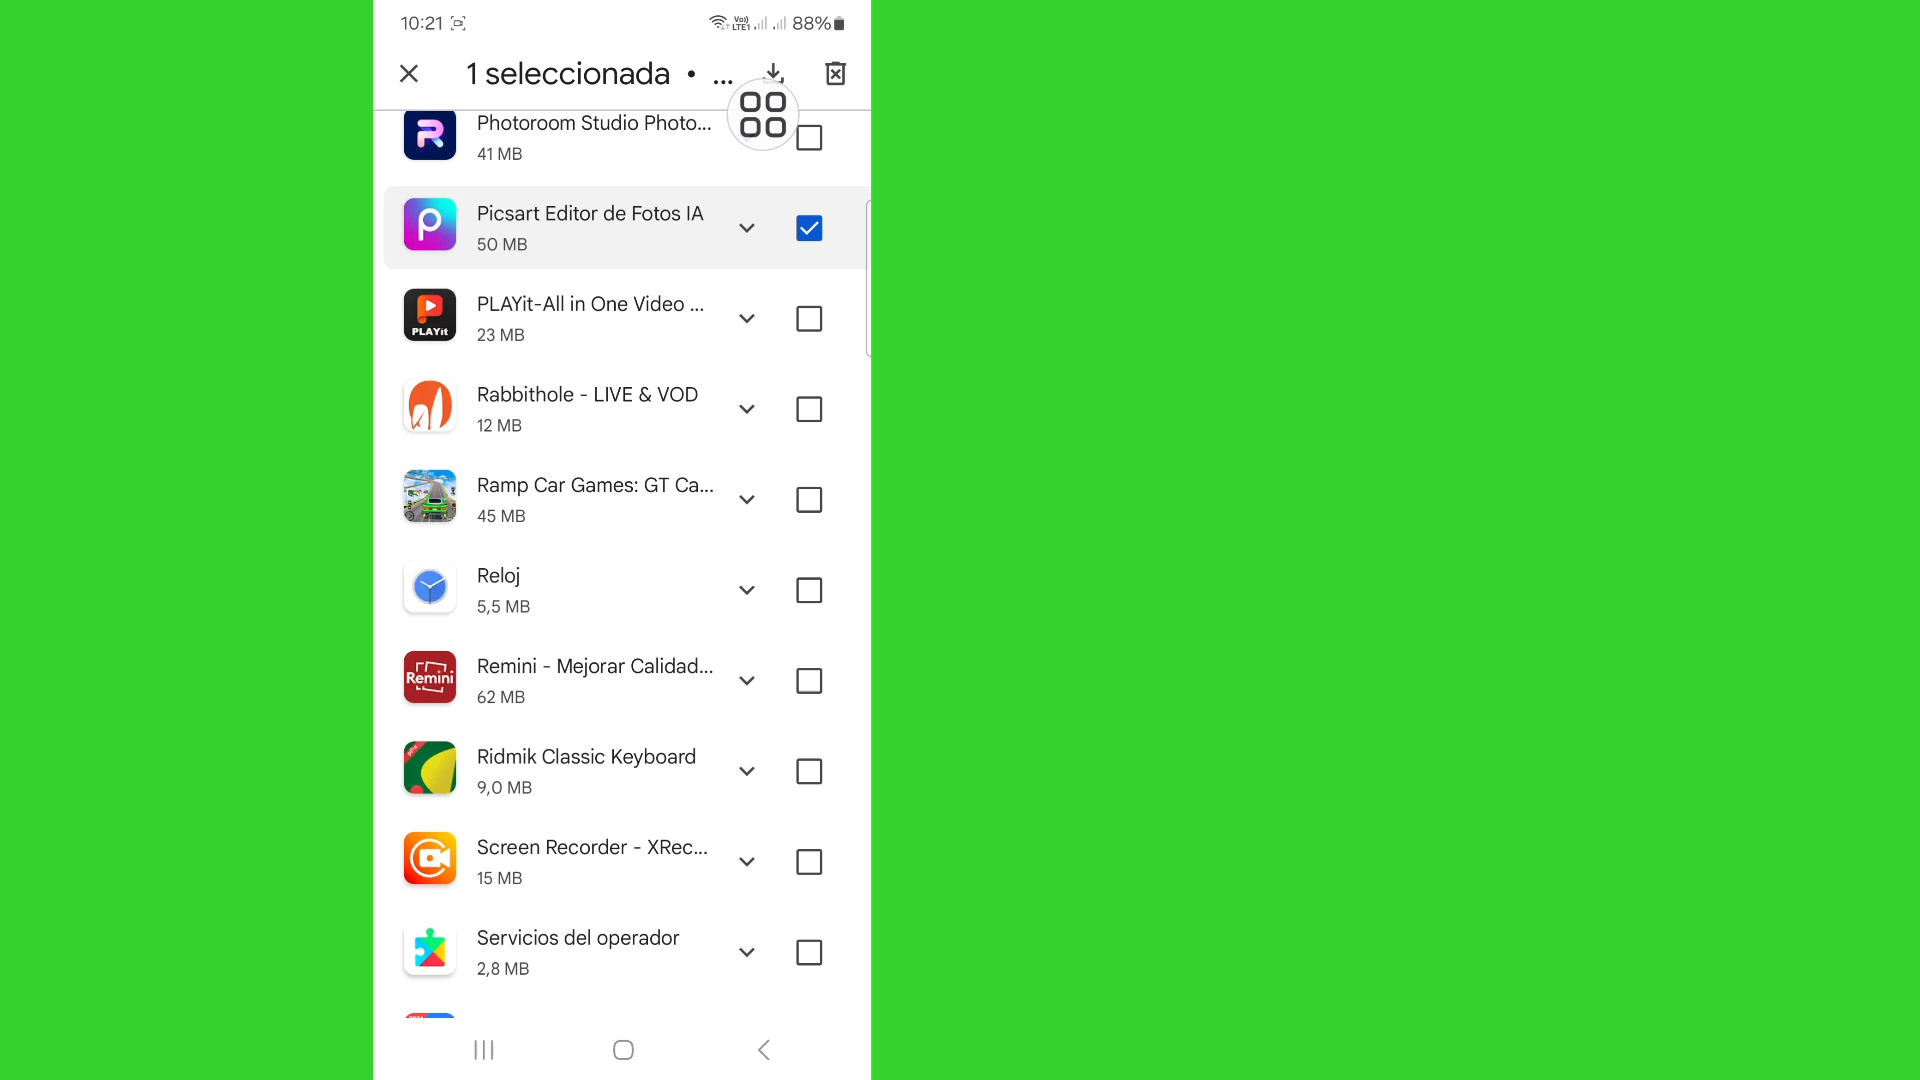 10:21 Vo)) LTE1 88%
1 seleccionada • ...
Photoroom Studio Photo...
41 MB
Picsart Editor de Fotos IA
50 MB
PLAYit-All in One Video ...
23 MB
PLAYit
Rabbithole - LIVE & VOD
12 MB
Ramp Car Games: GT Ca...
45 MB
Reloj
5,5 MB
Remini - Mejorar Calidad...
62 MB
Remini
Ridmik Classic Keyboard
9,0 MB
Screen Recorder - XRec...
15 MB
Servicios del operador
2,8 MB